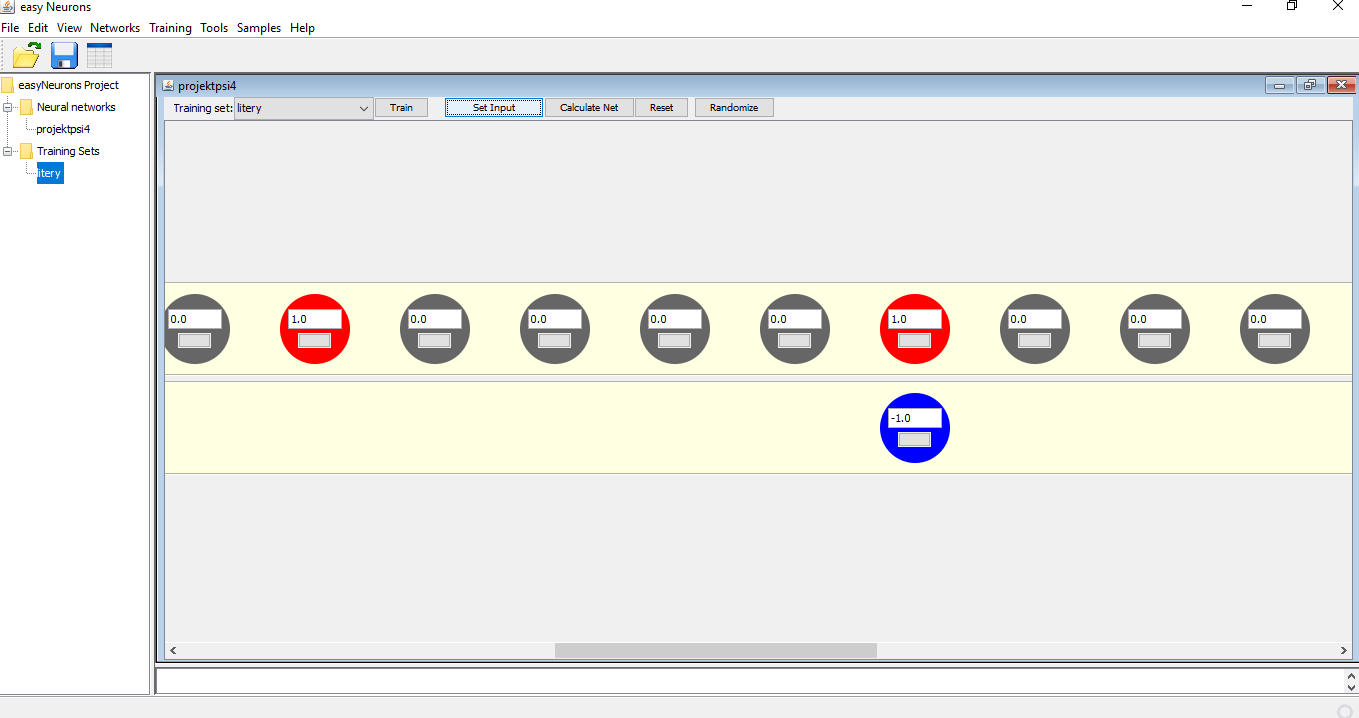 easy Neurons
File Edit View Networks Training Tools Samples Help
easyNeurons Project
Neural networks
projektpsi4
Training Sets
litery
projektpsi4
Training set: litery Train Set Input Calculate Net Reset Randomize
0.0 1.0 0.0 0.0 0.0 0.0 1.0 0.0 0.0 0.0
-1.0